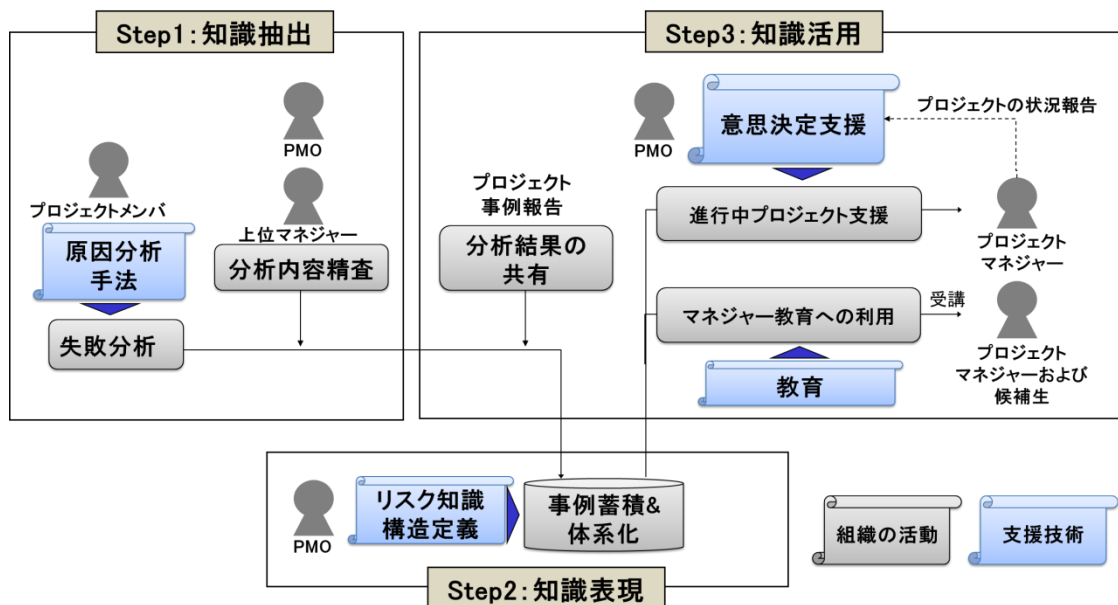 Step1：知識抽出
PMO
プロジェクトメンバ
原因分析
手法
上位マネジャー
分析内容精査
失敗分析
Step3：知識活用
PMO
意思決定支援
プロジェクトの状況報告
プロジェクト
事例報告
分析結果の
共有
進行中プロジェクト支援
プロジェクト
マネジャー
マネジャー教育への利用
受講
教育
プロジェクト
マネジャーおよび
候補生
PMO
リスク知識
構造定義
事例蓄積&
体系化
Step2：知識表現
組織の活動
支援技術